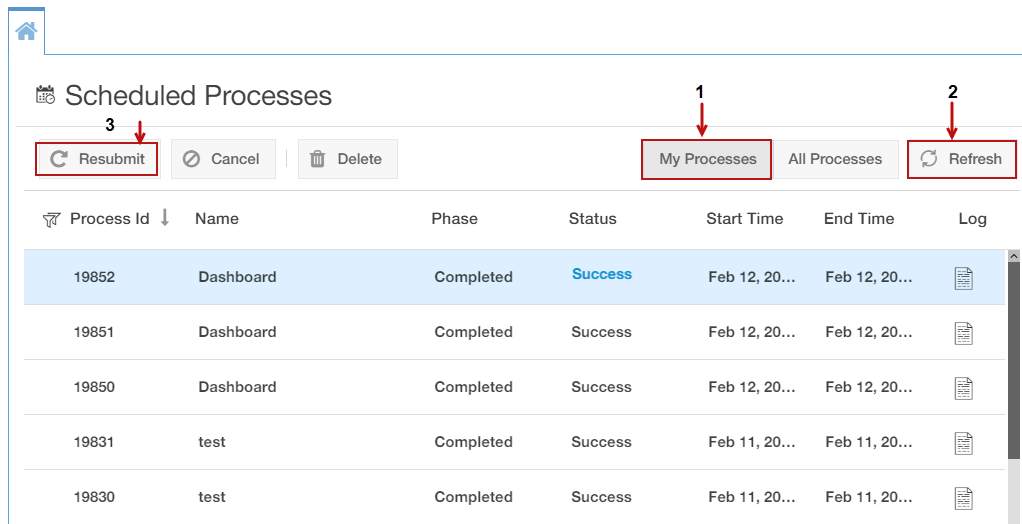 Scheduled Processes
1
2
3
Resubmit Cancel Delete My Processes All Processes Refresh
Process Id Name Phase Status Start Time End Time Log
19852 Dashboard Completed Success Feb 12, 20... Feb 12, 20...
19851 Dashboard Completed Success Feb 12, 20... Feb 12, 20...
19850 Dashboard Completed Success Feb 12, 20... Feb 12, 20...
19831 test Completed Success Feb 11, 20... Feb 11, 20...
19830 test Completed Success Feb 11, 20... Feb 11, 20...